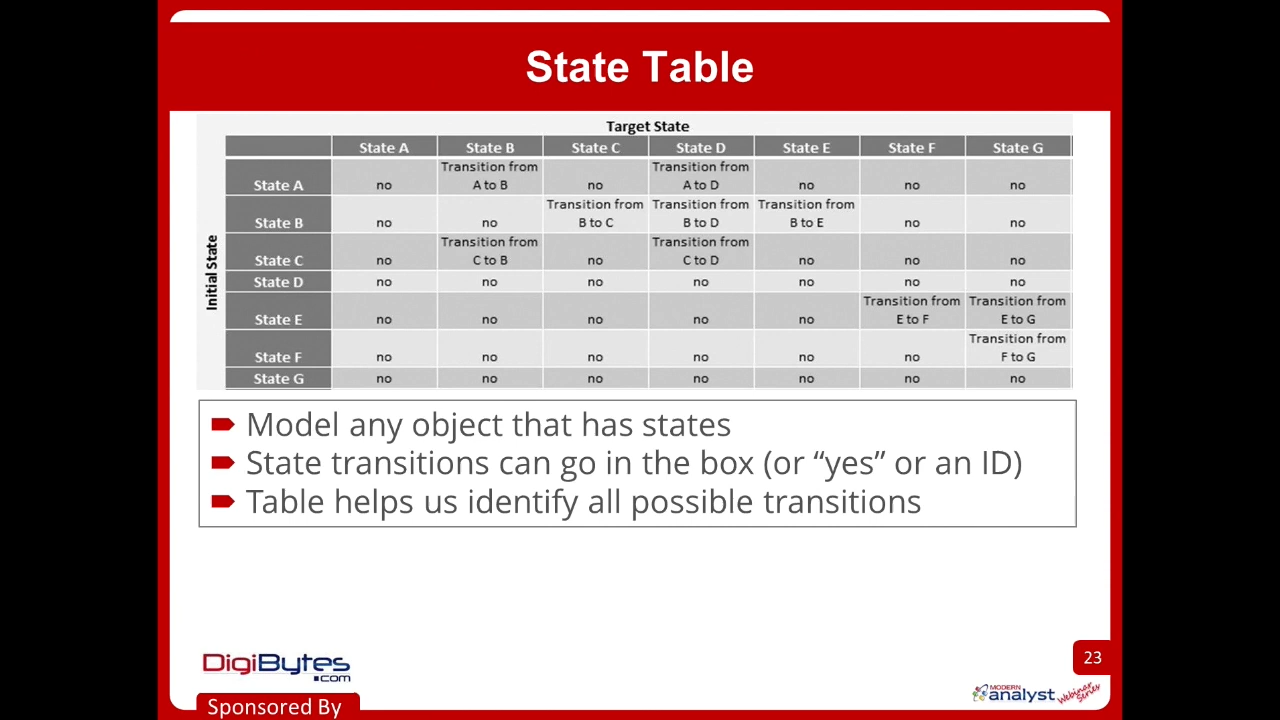 State Table
Target State
State A State B State C State D State E State F State G
Initial State
State A no Transition from A to B no Transition from A to D no no no
State B no no Transition from B to C Transition from B to D Transition from B to E no no
State C no Transition from C to B no Transition from C to D no no no
State D no no no no no no no
State E no no no no no Transition from E to F Transition from E to G
State F no no no no no no Transition from F to G
State G no no no no no no no
Model any object that has states
State transitions can go in the box (or “yes” or an ID)
Table helps us identify all possible transitions
DigiBytes
.com
23
MODERN
analyst Webinar Series
Sponsored By